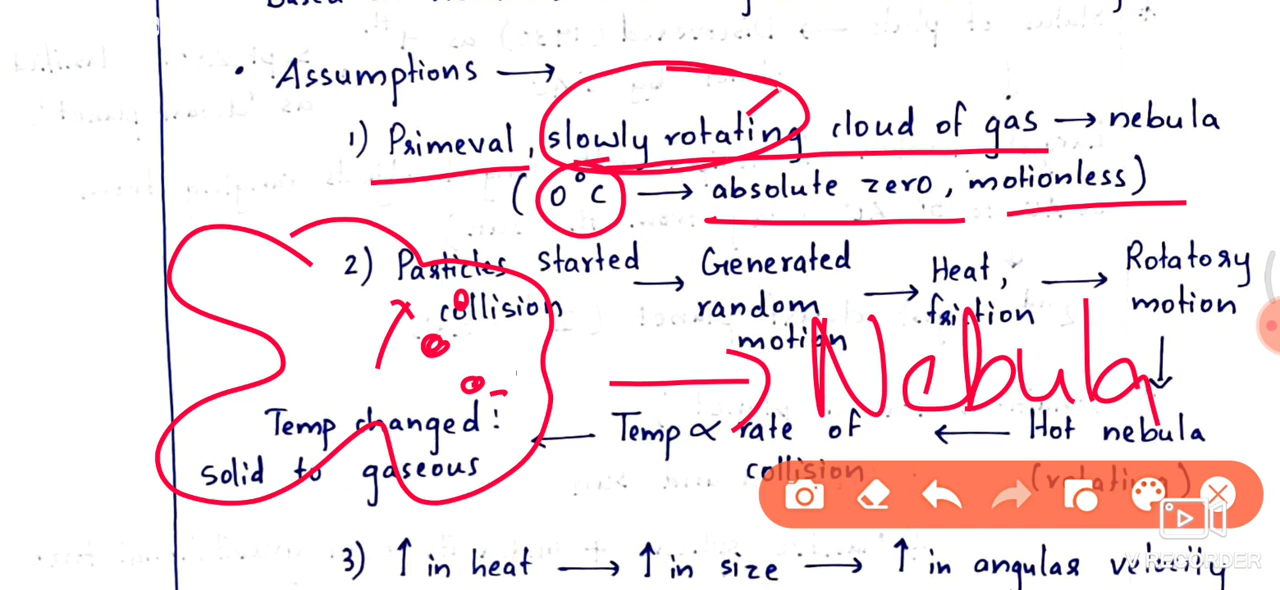 • Assumptions →
1) Primeval, slowly rotating cloud of gas → nebula
(0°C → absolute zero, motionless)
2) Particles started collision → Generated random motion → Heat, friction → Rotatory motion
↓
Temp changed: solid to gaseous ← Temp ∝ rate of collision ← Hot nebula (rotating)
Nebula
3) ↑ in heat → ↑ in size → ↑ in angular velocity
V RECORDER